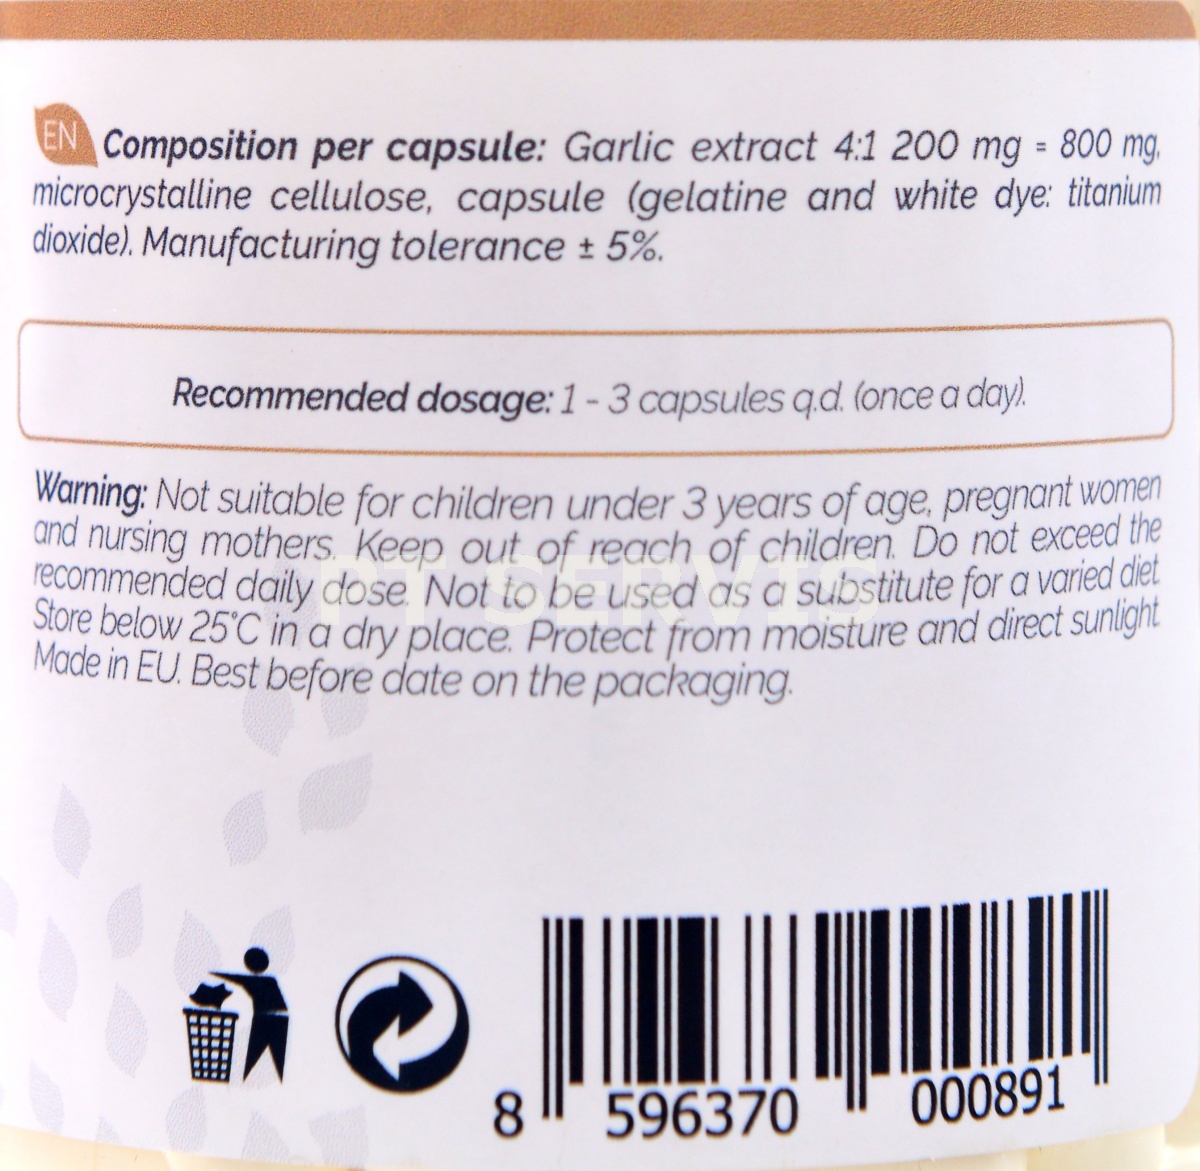 EN Composition per capsule: Garlic extract 4:1 200 mg = 800 mg,
microcrystalline cellulose, capsule (gelatine and white dye: titanium
dioxide). Manufacturing tolerance ± 5%.
Recommended dosage: 1 - 3 capsules q.d. (once a day).
Warning: Not suitable for children under 3 years of age, pregnant women
and nursing mothers. Keep out of reach of children. Do not exceed the
recommended daily dose. Not to be used as a substitute for a varied diet.
Store below 25°C in a dry place. Protect from moisture and direct sunlight.
Made in EU. Best before date on the packaging.
PT SERVIS
8 596370 000891